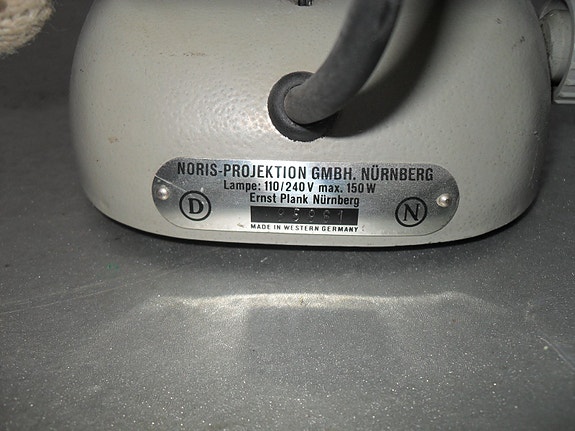 NORIS-PROJEKTION GMBH. NÜRNBERG
Lampe: 110/240 V max. 150 W
Ernst Plank Nürnberg
D
N
MADE IN WESTERN GERMANY